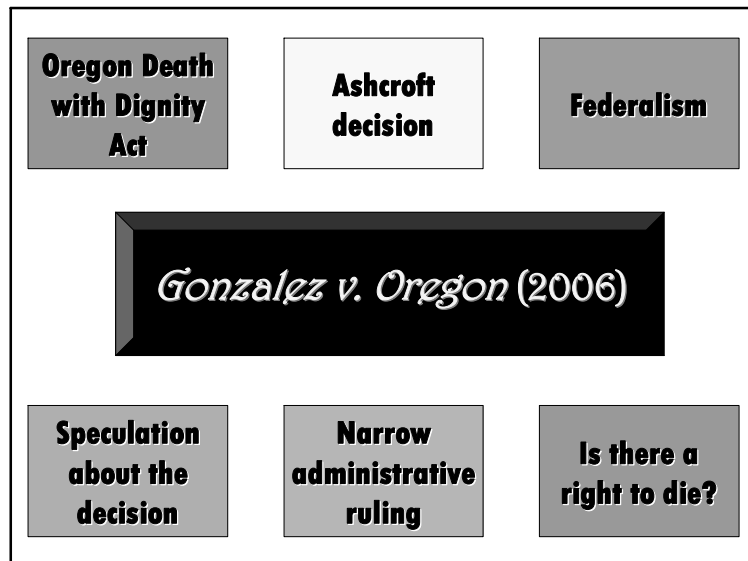 Oregon Death
with Dignity
Act
Ashcroft
decision
Federalism
Gonzalez v. Oregon (2006)
Speculation
about the
decision
Narrow
administrative
ruling
Is there a
right to die?